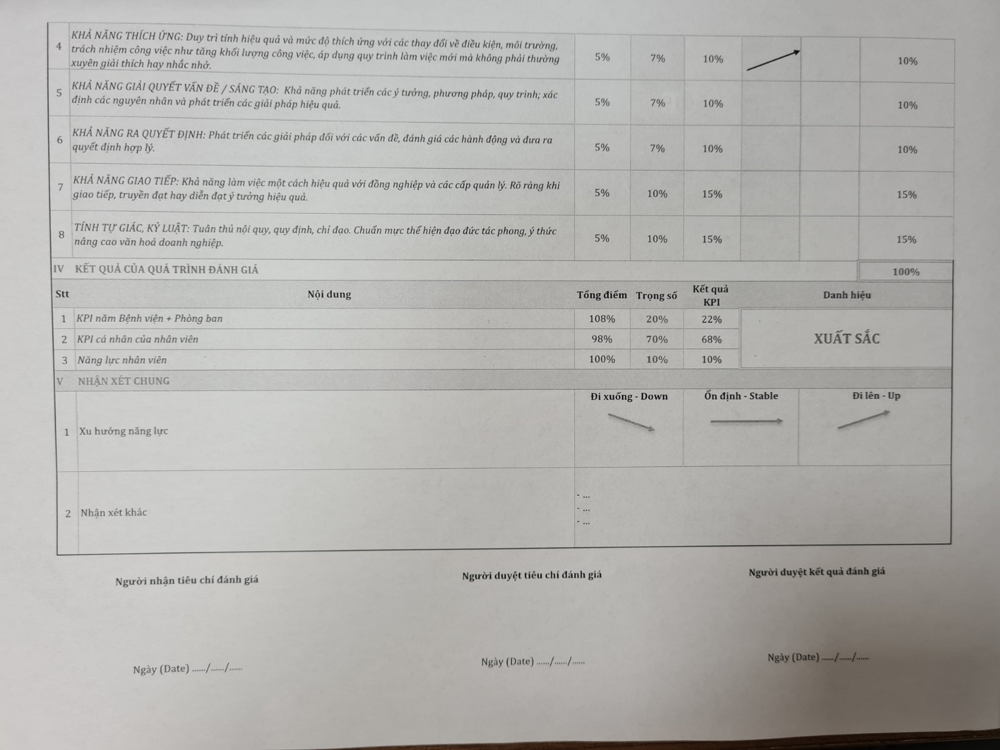 4 KHẢ NĂNG THÍCH ỨNG: Duy trì tính hiệu quả và mức độ thích ứng với các thay đổi về điều kiện, môi trường,
trách nhiệm công việc như tăng khối lượng công việc, áp dụng quy trình làm việc mới mà không phải thường
xuyên giải thích hay nhắc nhở.
5% 7% 10% 10%
5 KHẢ NĂNG GIẢI QUYẾT VẤN ĐỀ / SÁNG TẠO: Khả năng phát triển các ý tưởng, phương pháp, quy trình; xác
định các nguyên nhân và phát triển các giải pháp hiệu quả.
5% 7% 10% 10%
6 KHẢ NĂNG RA QUYẾT ĐỊNH: Phát triển các giải pháp đối với các vấn đề, đánh giá các hành động và đưa ra
quyết định hợp lý.
5% 7% 10% 10%
7 KHẢ NĂNG GIAO TIẾP: Khả năng làm việc một cách hiệu quả với đồng nghiệp và các cấp quản lý. Rõ ràng khi
giao tiếp, truyền đạt hay diễn đạt ý tưởng hiệu quả.
5% 10% 15% 15%
8 TÍNH TỰ GIÁC, KỶ LUẬT: Tuân thủ nội quy, quy định, chỉ đạo. Chuẩn mực thể hiện đạo đức tác phong, ý thức
nâng cao văn hoá doanh nghiệp.
5% 10% 15% 15%
IV KẾT QUẢ CỦA QUÁ TRÌNH ĐÁNH GIÁ 100%
Stt Nội dung Tổng điểm Trọng số Kết quả
KPI
Danh hiệu
1 KPI năm Bệnh viện + Phòng ban 108% 20% 22%
2 KPI cá nhân của nhân viên 98% 70% 68% XUẤT SẮC
3 Năng lực nhân viên 100% 10% 10%
V NHẬN XÉT CHUNG
Đi xuống - Down Ổn định - Stable Đi lên - Up
1 Xu hướng năng lực
2 Nhận xét khác
- ...
- ...
- ...
Người nhận tiêu chí đánh giá Người duyệt tiêu chí đánh giá Người duyệt kết quả đánh giá
Ngày (Date) ....../....../...... Ngày (Date) ....../....../...... Ngày (Date) ....../....../......